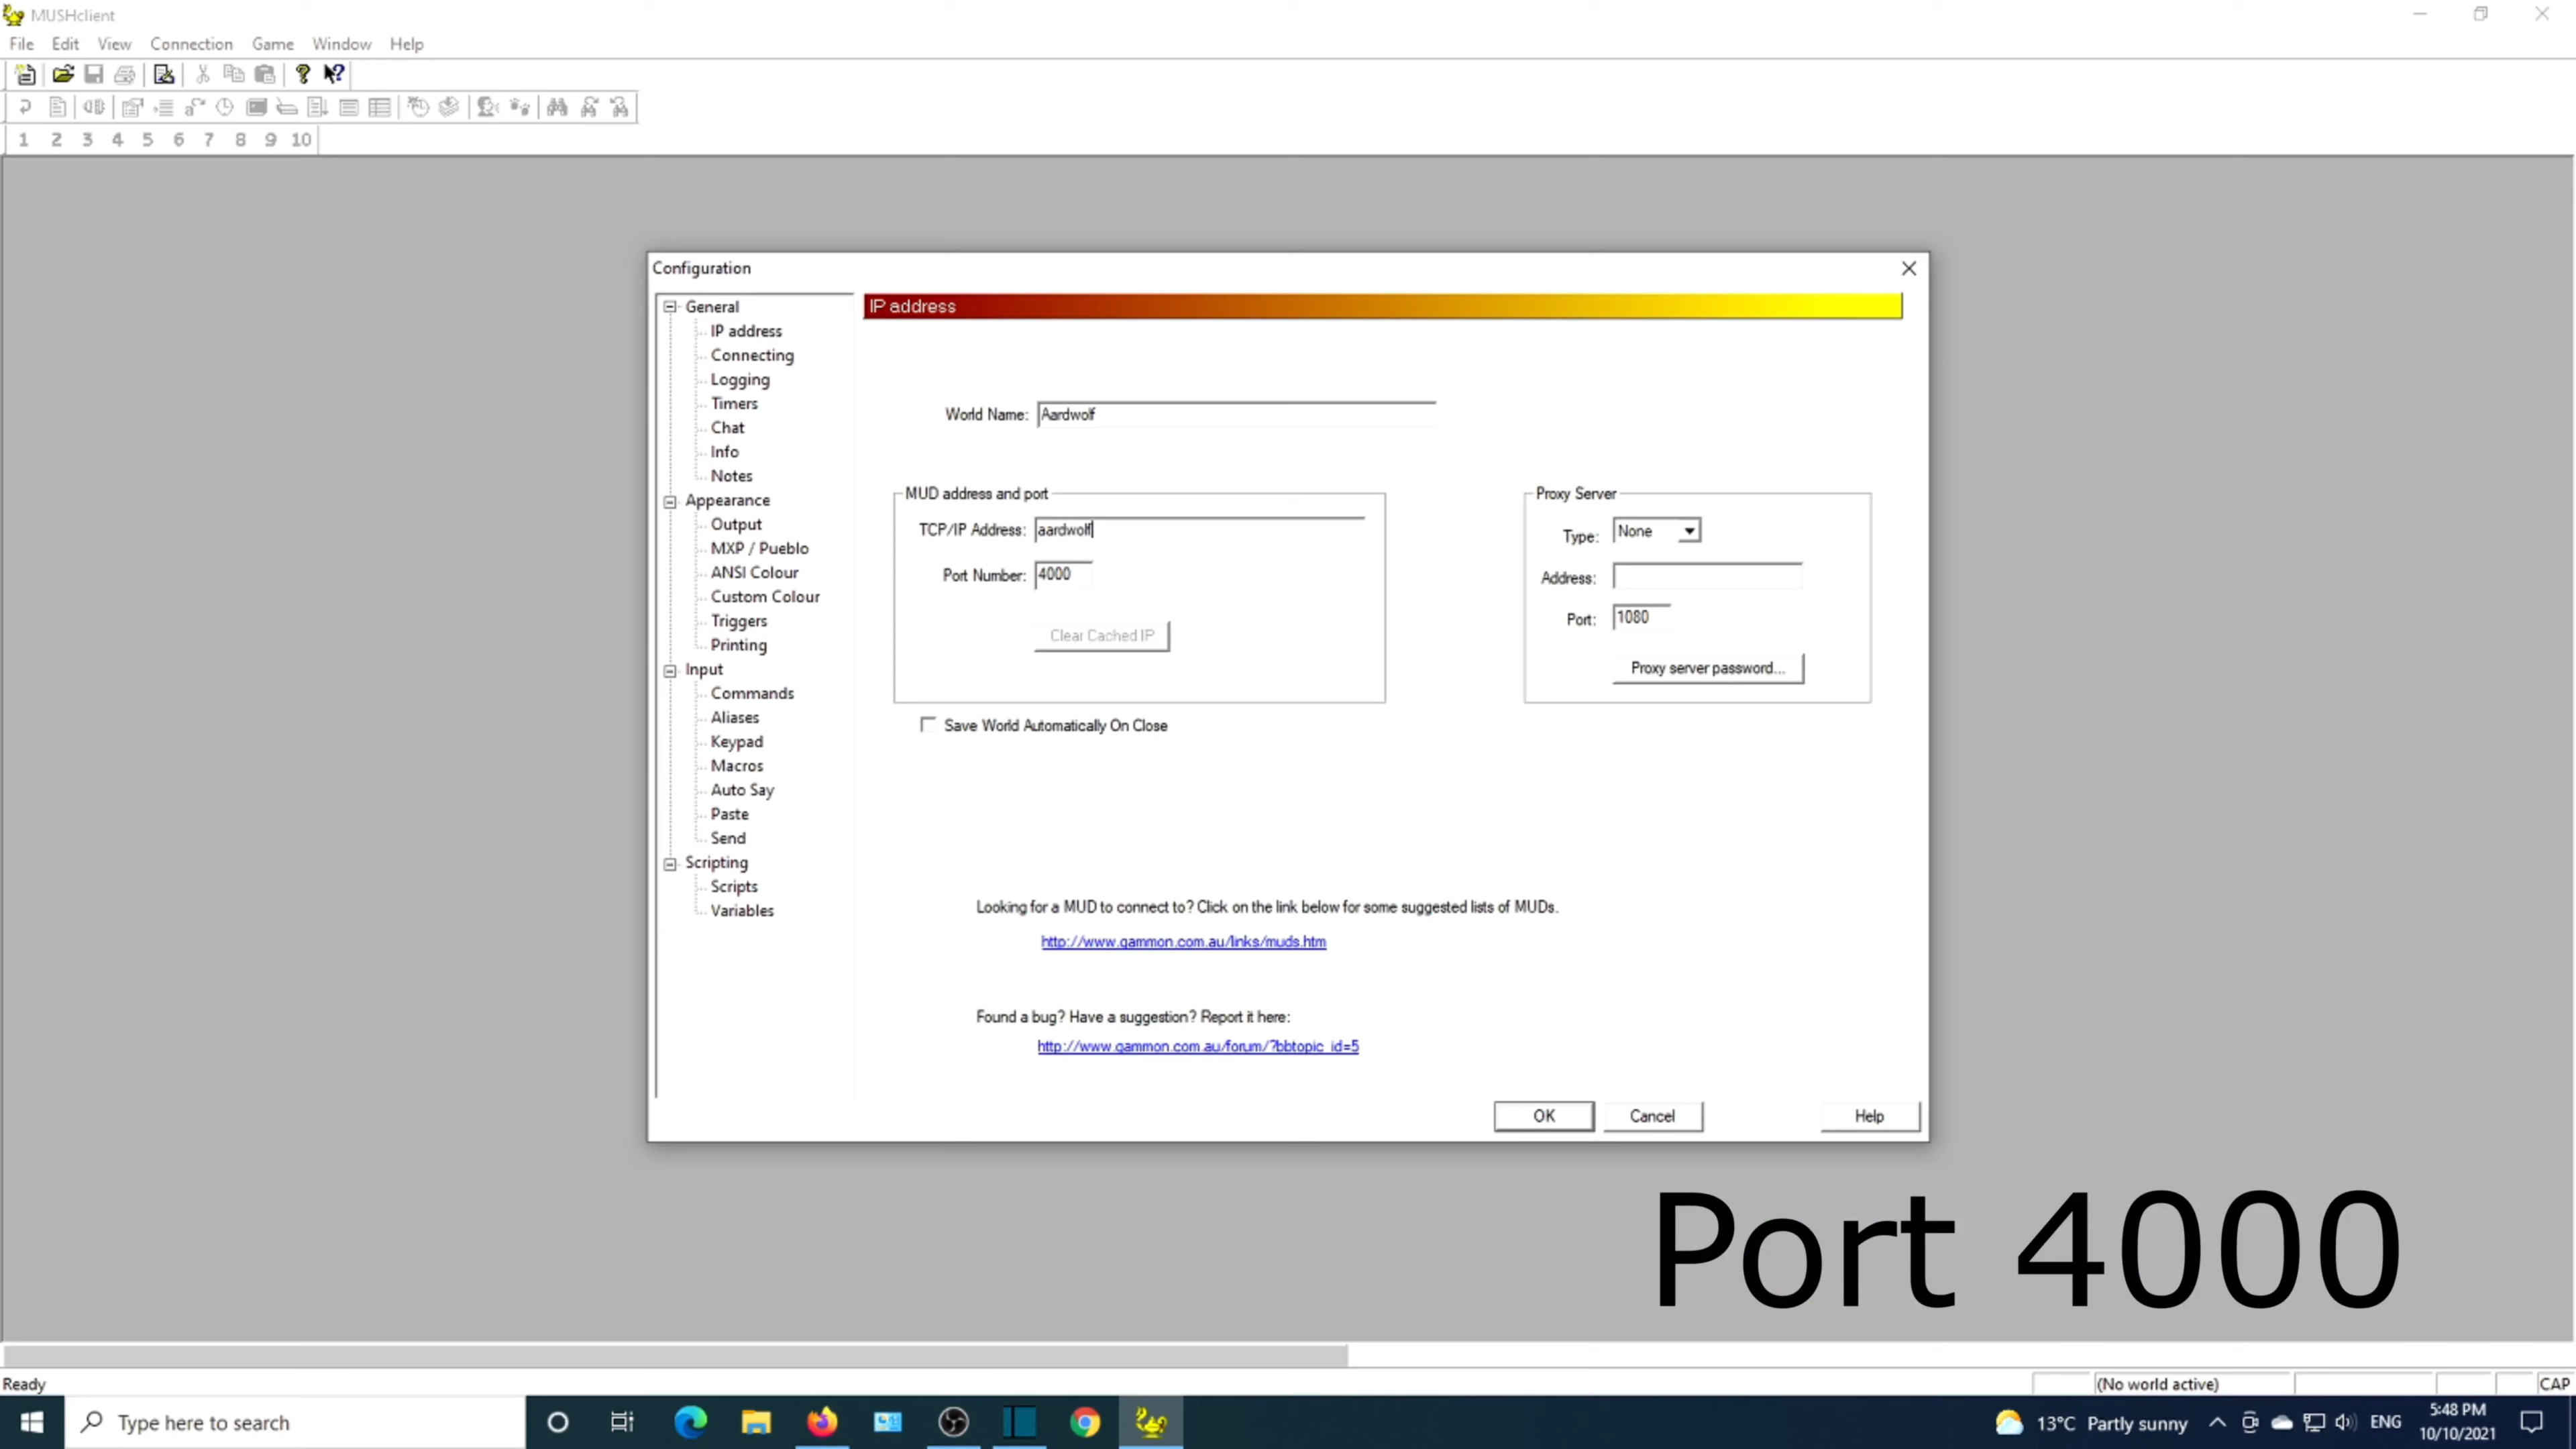 MUSHclient
File Edit View Connection Game Window Help
1 2 3 4 5 6 7 8 9 10
Configuration
General
IP address
Connecting
Logging
Timers
Chat
Info
Notes
Appearance
Output
MXP / Pueblo
ANSI Colour
Custom Colour
Triggers
Printing
Input
Commands
Aliases
Keypad
Macros
Auto Say
Paste
Send
Scripting
Scripts
Variables
IP address
World Name: Aardwolf
MUD address and port
TCP/IP Address: aardwolf
Port Number: 4000
Clear Cached IP
Proxy Server
Type: None
Address:
Port: 1080
Proxy server password...
Save World Automatically On Close
Looking for a MUD to connect to? Click on the link below for some suggested lists of MUDs.
http://www.gammon.com.au/links/muds.htm
Found a bug? Have a suggestion? Report it here:
http://www.gammon.com.au/forum/?bbtopic_id=5
OK Cancel Help
Port 4000
Ready (No world active) CAP
Type here to search
13°C Partly sunny ENG
5:48 PM
10/10/2021